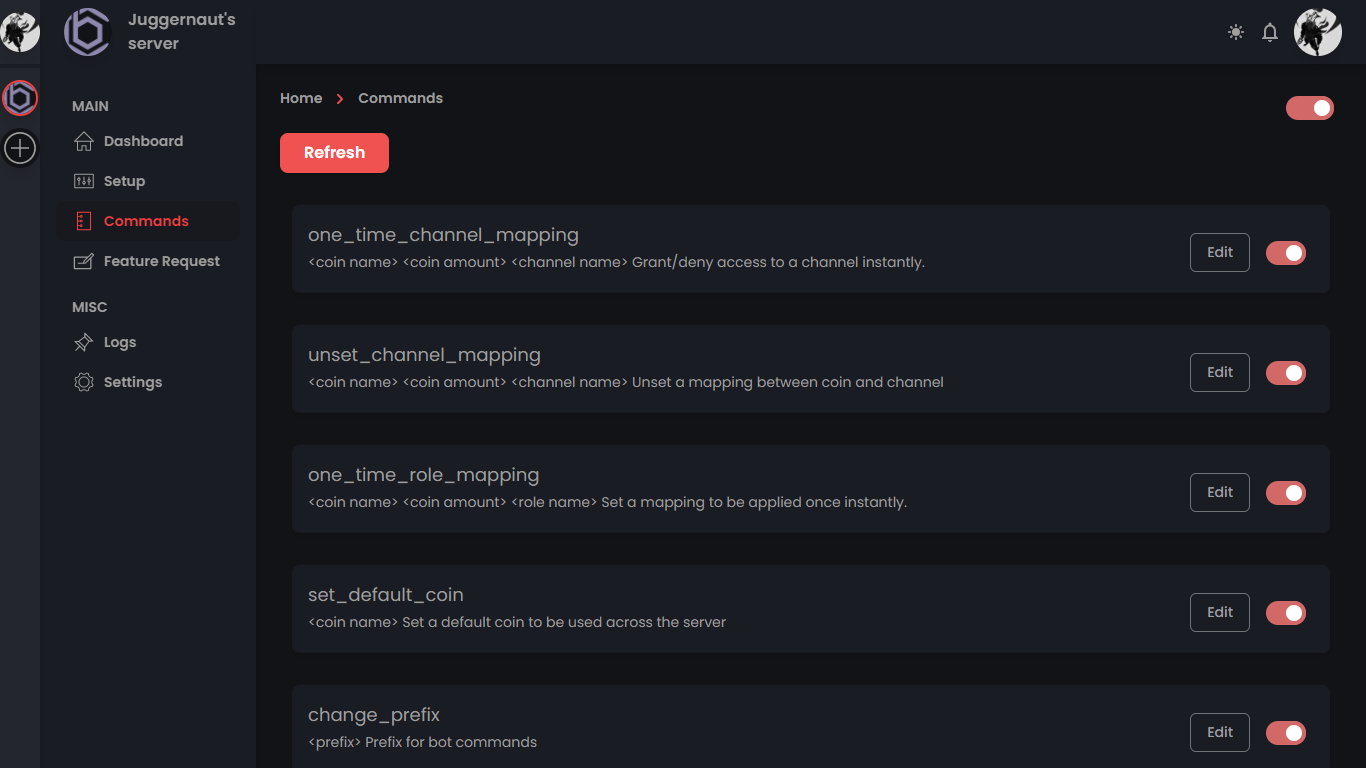 Juggernaut's
server
MAIN
Dashboard
Setup
Commands
Feature Request
MISC
Logs
Settings
Home > Commands
Refresh
one_time_channel_mapping
<coin name> <coin amount> <channel name> Grant/deny access to a channel instantly.
Edit
unset_channel_mapping
<coin name> <coin amount> <channel name> Unset a mapping between coin and channel
Edit
one_time_role_mapping
<coin name> <coin amount> <role name> Set a mapping to be applied once instantly.
Edit
set_default_coin
<coin name> Set a default coin to be used across the server
Edit
change_prefix
<prefix> Prefix for bot commands
Edit